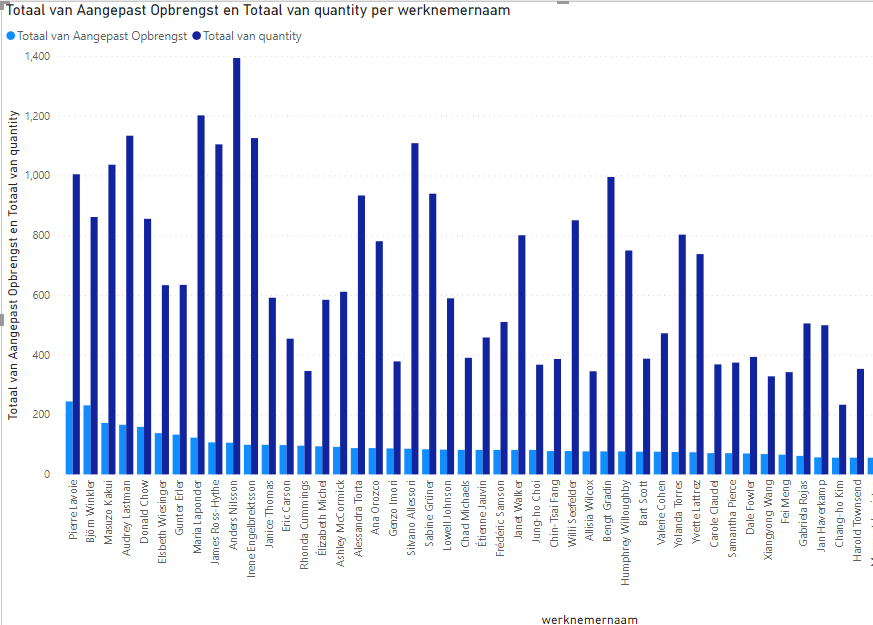 Totaal van Aangepast Opbrengst en Totaal van quantity per werknemernaam
Totaal van Aangepast Opbrengst Totaal van quantity
Totaal van Aangepast Opbrengst en Totaal van quantity
1,400
1,200
1,000
800
600
400
200
0
Pierre Lavoie
Björn Winkler
Masuzo Kakui
Audrey Lastman
Donald Chow
Elsbeth Wiesinger
Gunter Erler
Maria Laponder
James Ross-Hythe
Anders Nilsson
Irene Engelbrektsson
Janice Thomas
Eric Carson
Rhonda Cummings
Élizabeth Michel
Ashley McCormick
Alessandra Torta
Ana Orozco
Genzo Imori
Silvano Allessori
Sabine Grüner
Lowell Johnson
Chad Michaels
Étienne Jauvin
Frédéric Samson
Janet Walker
Jung-ho Choi
Chin-Tsai Fang
Willi Seefelder
Allisia Wilcox
Bengt Gradin
Humphrey Willoughby
Bart Scott
Valerie Cohen
Yolanda Torres
Yvette Lattrez
Carole Claudel
Samantha Pierce
Dale Fowler
Xiangyong Wang
Fei Meng
Gabriela Rojas
Jan Haverkamp
Chang-ho Kim
Harold Townsend
werknemernaam